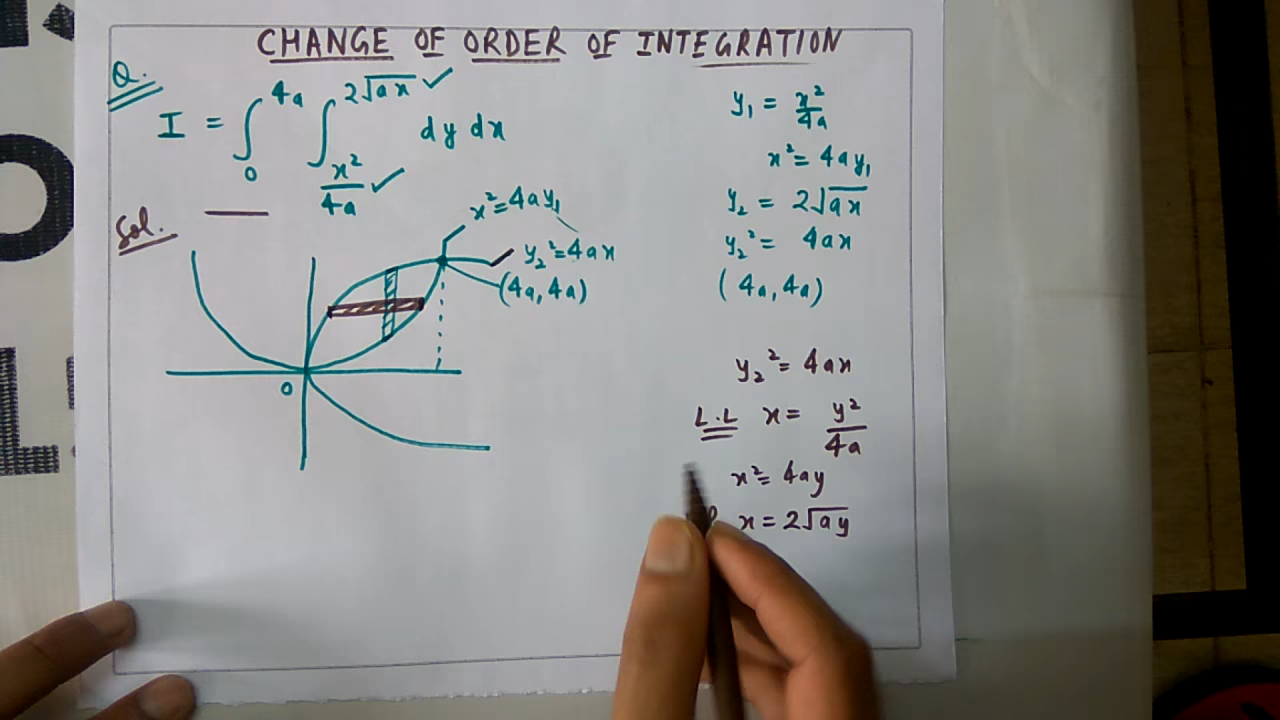 CHANGE OF ORDER OF INTEGRATION
Q.
I = ∫₀^4a ∫_(x²/4a)^(2√ax) dy dx
Sol.
x² = 4ay₁
y₂² = 4ax
(4a, 4a)
0
y₁ = x²/4a
x² = 4ay₁
y₂ = 2√ax
y₂² = 4ax
(4a, 4a)
y₂² = 4ax
L.L x = y²/4a
x² = 4ay
x = 2√ay